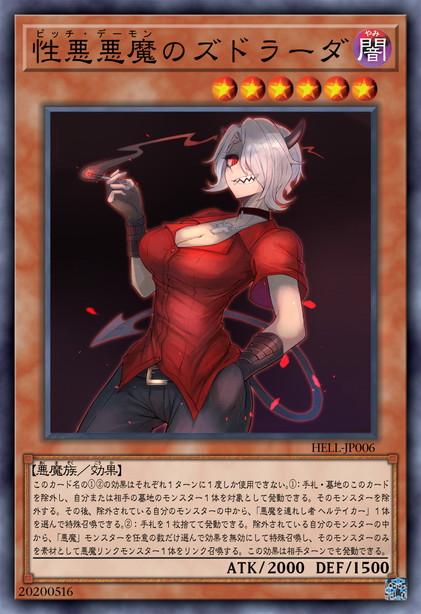 ビッチ・デーモン
性悪悪魔のズドラーダ
やみ
闇
HELL-JP006
【悪魔族／効果】
このカード名の①②の効果はそれぞれ１ターンに１度しか使用できない。①：手札・墓地のこのカード
を除外し、自分または相手の墓地のモンスター１体を対象として発動できる。そのモンスターを除
外する。その後、除外されている自分のモンスターの中から、「悪魔を連れし者 ヘルテイカー」１体
を選んで特殊召喚できる。②：手札を１枚捨てて発動できる。除外されている自分のモンスターの中
から、「悪魔」モンスターを任意の数だけ選んで効果を無効にして特殊召喚し、そのモンスターのみ
を素材として悪魔リンクモンスター１体をリンク召喚する。この効果は相手ターンでも発動できる。
ATK/2000 DEF/1500
20200516